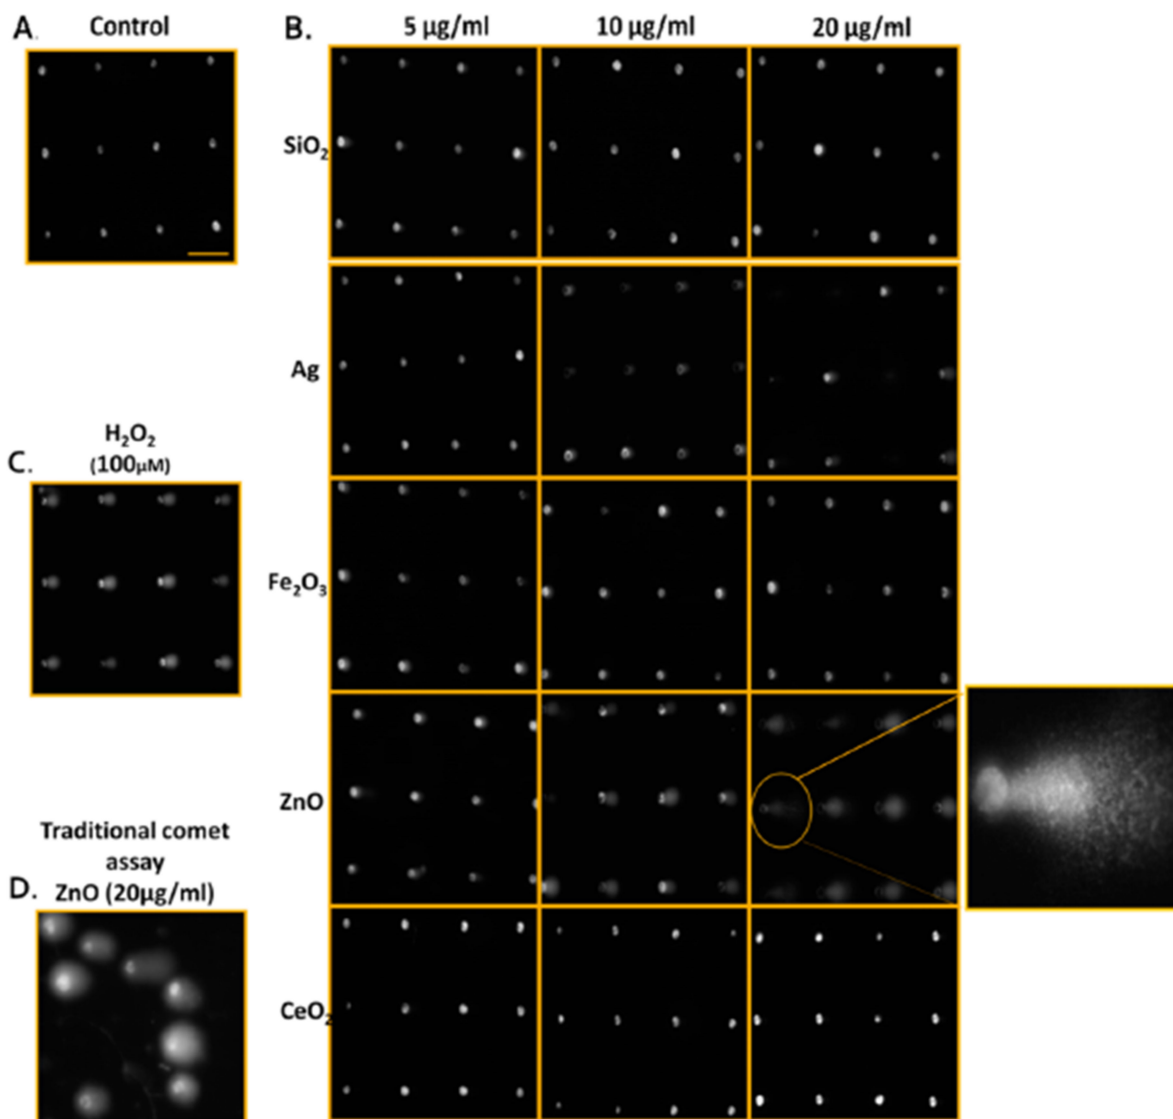 A. Control
B. 5 µg/ml 10 µg/ml 20 µg/ml
SiO₂
Ag
C. H₂O₂
(100µM)
Fe₂O₃
ZnO
D. Traditional comet
assay
ZnO (20µg/ml)
CeO₂